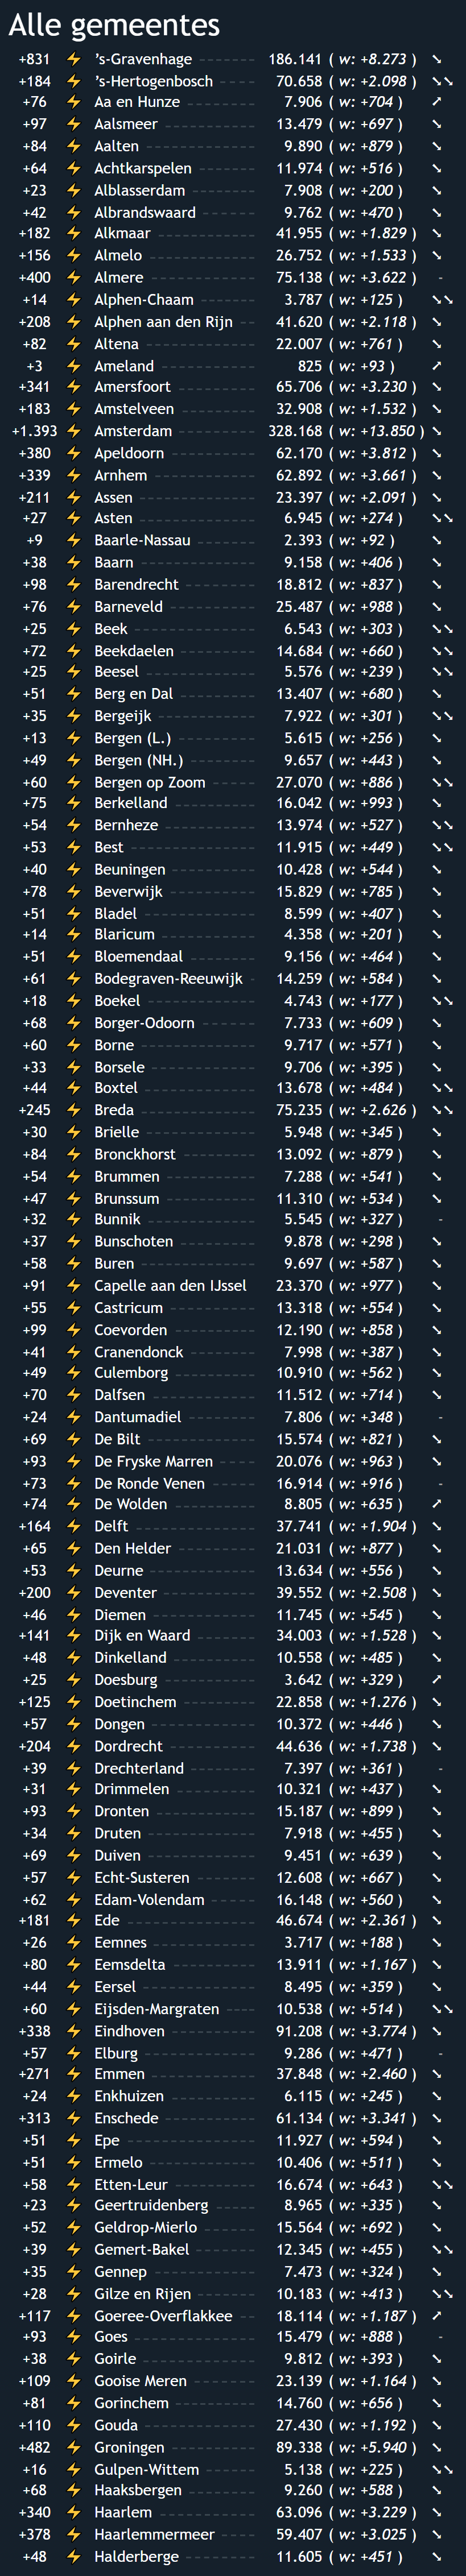 Alle gemeentes
+831 ⚡ ’s-Gravenhage 186.141 ( w: +8.273 ) ➘
+184 ⚡ ’s-Hertogenbosch 70.658 ( w: +2.098 ) ➘➘
+76 ⚡ Aa en Hunze 7.906 ( w: +704 ) ➚
+97 ⚡ Aalsmeer 13.479 ( w: +697 ) ➘
+84 ⚡ Aalten 9.890 ( w: +879 ) ➘
+64 ⚡ Achtkarspelen 11.974 ( w: +516 ) ➘
+23 ⚡ Alblasserdam 7.908 ( w: +200 ) ➘
+42 ⚡ Albrandswaard 9.762 ( w: +470 ) ➘
+182 ⚡ Alkmaar 41.955 ( w: +1.829 ) ➘
+156 ⚡ Almelo 26.752 ( w: +1.533 ) ➘
+400 ⚡ Almere 75.138 ( w: +3.622 ) -
+14 ⚡ Alphen-Chaam 3.787 ( w: +125 ) ➘➘
+208 ⚡ Alphen aan den Rijn 41.620 ( w: +2.118 ) ➘
+82 ⚡ Altena 22.007 ( w: +761 ) ➘
+3 ⚡ Ameland 825 ( w: +93 ) ➚
+341 ⚡ Amersfoort 65.706 ( w: +3.230 ) ➘
+183 ⚡ Amstelveen 32.908 ( w: +1.532 ) ➘
+1.393 ⚡ Amsterdam 328.168 ( w: +13.850 ) ➘
+380 ⚡ Apeldoorn 62.170 ( w: +3.812 ) ➘
+339 ⚡ Arnhem 62.892 ( w: +3.661 ) ➘
+211 ⚡ Assen 23.397 ( w: +2.091 ) ➘
+27 ⚡ Asten 6.945 ( w: +274 ) ➘➘
+9 ⚡ Baarle-Nassau 2.393 ( w: +92 ) ➘
+38 ⚡ Baarn 9.158 ( w: +406 ) ➘
+98 ⚡ Barendrecht 18.812 ( w: +837 ) ➘
+76 ⚡ Barneveld 25.487 ( w: +988 ) ➘
+25 ⚡ Beek 6.543 ( w: +303 ) ➘➘
+72 ⚡ Beekdaelen 14.684 ( w: +660 ) ➘➘
+25 ⚡ Beesel 5.576 ( w: +239 ) ➘➘
+51 ⚡ Berg en Dal 13.407 ( w: +680 ) ➘
+35 ⚡ Bergeijk 7.922 ( w: +301 ) ➘➘
+13 ⚡ Bergen (L.) 5.615 ( w: +256 ) ➘
+49 ⚡ Bergen (NH.) 9.657 ( w: +443 ) ➘
+60 ⚡ Bergen op Zoom 27.070 ( w: +886 ) ➘➘
+75 ⚡ Berkelland 16.042 ( w: +993 ) ➘
+54 ⚡ Bernheze 13.974 ( w: +527 ) ➘➘
+53 ⚡ Best 11.915 ( w: +449 ) ➘➘
+40 ⚡ Beuningen 10.428 ( w: +544 ) ➘
+78 ⚡ Beverwijk 15.829 ( w: +785 ) ➘
+51 ⚡ Bladel 8.599 ( w: +407 ) ➘
+14 ⚡ Blaricum 4.358 ( w: +201 ) ➘
+51 ⚡ Bloemendaal 9.156 ( w: +464 ) ➘
+61 ⚡ Bodegraven-Reeuwijk 14.259 ( w: +584 ) ➘
+18 ⚡ Boekel 4.743 ( w: +177 ) ➘➘
+68 ⚡ Borger-Odoorn 7.733 ( w: +609 ) ➘
+60 ⚡ Borne 9.717 ( w: +571 ) ➘
+33 ⚡ Borsele 9.706 ( w: +395 ) ➘
+44 ⚡ Boxtel 13.678 ( w: +484 ) ➘➘
+245 ⚡ Breda 75.235 ( w: +2.626 ) ➘➘
+30 ⚡ Brielle 5.948 ( w: +345 ) ➘
+84 ⚡ Bronckhorst 13.092 ( w: +879 ) ➘
+54 ⚡ Brummen 7.288 ( w: +541 ) ➘
+47 ⚡ Brunssum 11.310 ( w: +534 ) ➘
+32 ⚡ Bunnik 5.545 ( w: +327 ) -
+37 ⚡ Bunschoten 9.878 ( w: +298 ) ➘
+58 ⚡ Buren 9.697 ( w: +587 ) ➘
+91 ⚡ Capelle aan den IJssel 23.370 ( w: +977 ) ➘
+55 ⚡ Castricum 13.318 ( w: +554 ) ➘
+99 ⚡ Coevorden 12.190 ( w: +858 ) ➘
+41 ⚡ Cranendonck 7.998 ( w: +387 ) ➘
+49 ⚡ Culemborg 10.910 ( w: +562 ) ➘
+70 ⚡ Dalfsen 11.512 ( w: +714 ) ➘
+24 ⚡ Dantumadiel 7.806 ( w: +348 ) -
+69 ⚡ De Bilt 15.574 ( w: +821 ) ➘
+93 ⚡ De Fryske Marren 20.076 ( w: +963 ) ➘
+73 ⚡ De Ronde Venen 16.914 ( w: +916 ) -
+74 ⚡ De Wolden 8.805 ( w: +635 ) ➚
+164 ⚡ Delft 37.741 ( w: +1.904 ) ➘
+65 ⚡ Den Helder 21.031 ( w: +877 ) ➘
+53 ⚡ Deurne 13.634 ( w: +556 ) ➘
+200 ⚡ Deventer 39.552 ( w: +2.508 ) ➘
+46 ⚡ Diemen 11.745 ( w: +545 ) ➘
+141 ⚡ Dijk en Waard 34.003 ( w: +1.528 ) ➘
+48 ⚡ Dinkelland 10.558 ( w: +485 ) ➘
+25 ⚡ Doesburg 3.642 ( w: +329 ) ➚
+125 ⚡ Doetinchem 22.858 ( w: +1.276 ) ➘
+57 ⚡ Dongen 10.372 ( w: +446 ) ➘
+204 ⚡ Dordrecht 44.636 ( w: +1.738 ) ➘
+39 ⚡ Drechterland 7.397 ( w: +361 ) -
+31 ⚡ Drimmelen 10.321 ( w: +437 ) ➘
+93 ⚡ Dronten 15.187 ( w: +899 ) ➘
+34 ⚡ Druten 7.918 ( w: +455 ) ➘
+69 ⚡ Duiven 9.451 ( w: +639 ) ➘
+57 ⚡ Echt-Susteren 12.608 ( w: +667 ) ➘
+62 ⚡ Edam-Volendam 16.148 ( w: +560 ) ➘
+181 ⚡ Ede 46.674 ( w: +2.361 ) ➘
+26 ⚡ Eemnes 3.717 ( w: +188 ) ➘
+80 ⚡ Eemsdelta 13.911 ( w: +1.167 ) ➘
+44 ⚡ Eersel 8.495 ( w: +359 ) ➘
+60 ⚡ Eijsden-Margraten 10.538 ( w: +514 ) ➘➘
+338 ⚡ Eindhoven 91.208 ( w: +3.774 ) ➘
+57 ⚡ Elburg 9.286 ( w: +471 ) -
+271 ⚡ Emmen 37.848 ( w: +2.460 ) ➘
+24 ⚡ Enkhuizen 6.115 ( w: +245 ) ➘
+313 ⚡ Enschede 61.134 ( w: +3.341 ) ➘
+51 ⚡ Epe 11.927 ( w: +594 ) ➘
+51 ⚡ Ermelo 10.406 ( w: +511 ) ➘
+58 ⚡ Etten-Leur 16.674 ( w: +643 ) ➘➘
+23 ⚡ Geertruidenberg 8.965 ( w: +335 ) ➘
+52 ⚡ Geldrop-Mierlo 15.564 ( w: +692 ) ➘
+39 ⚡ Gemert-Bakel 12.345 ( w: +455 ) ➘➘
+35 ⚡ Gennep 7.473 ( w: +324 ) ➘
+28 ⚡ Gilze en Rijen 10.183 ( w: +413 ) ➘➘
+117 ⚡ Goeree-Overflakkee 18.114 ( w: +1.187 ) ➚
+93 ⚡ Goes 15.479 ( w: +888 ) -
+38 ⚡ Goirle 9.812 ( w: +393 ) ➘
+109 ⚡ Gooise Meren 23.139 ( w: +1.164 ) ➘
+81 ⚡ Gorinchem 14.760 ( w: +656 ) ➘
+110 ⚡ Gouda 27.430 ( w: +1.192 ) ➘
+482 ⚡ Groningen 89.338 ( w: +5.940 ) ➘
+16 ⚡ Gulpen-Wittem 5.138 ( w: +225 ) ➘➘
+68 ⚡ Haaksbergen 9.260 ( w: +588 ) ➘
+340 ⚡ Haarlem 63.096 ( w: +3.229 ) ➘
+378 ⚡ Haarlemmermeer 59.407 ( w: +3.025 ) ➘
+48 ⚡ Halderberge 11.605 ( w: +451 ) ➘